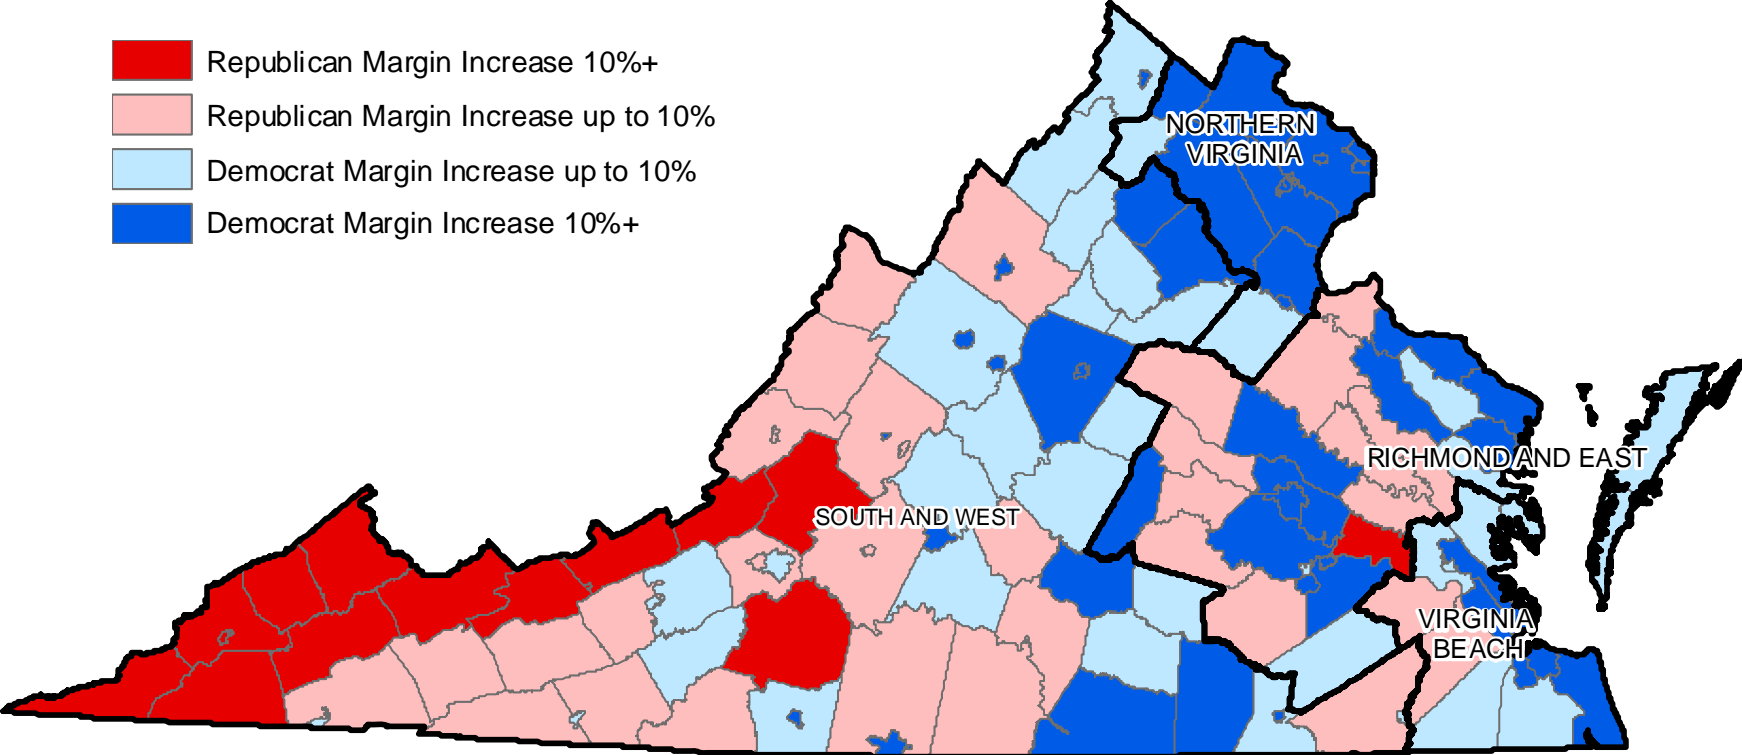 Republican Margin Increase 10%+
Republican Margin Increase up to 10%
Democrat Margin Increase up to 10%
Democrat Margin Increase 10%+
NORTHERN
VIRGINIA
RICHMOND AND EAST
SOUTH AND WEST
VIRGINIA
BEACH